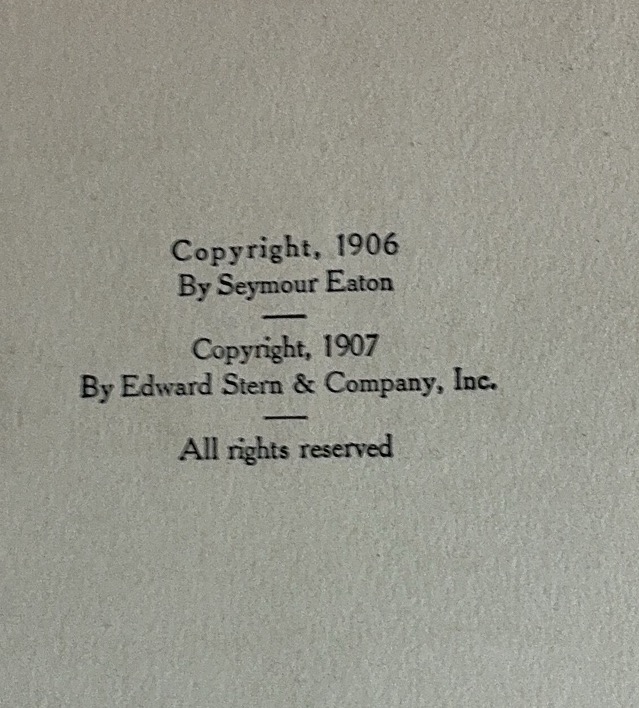 Copyright, 1906
By Seymour Eaton
Copyright, 1907
By Edward Stern & Company, Inc.
All rights reserved